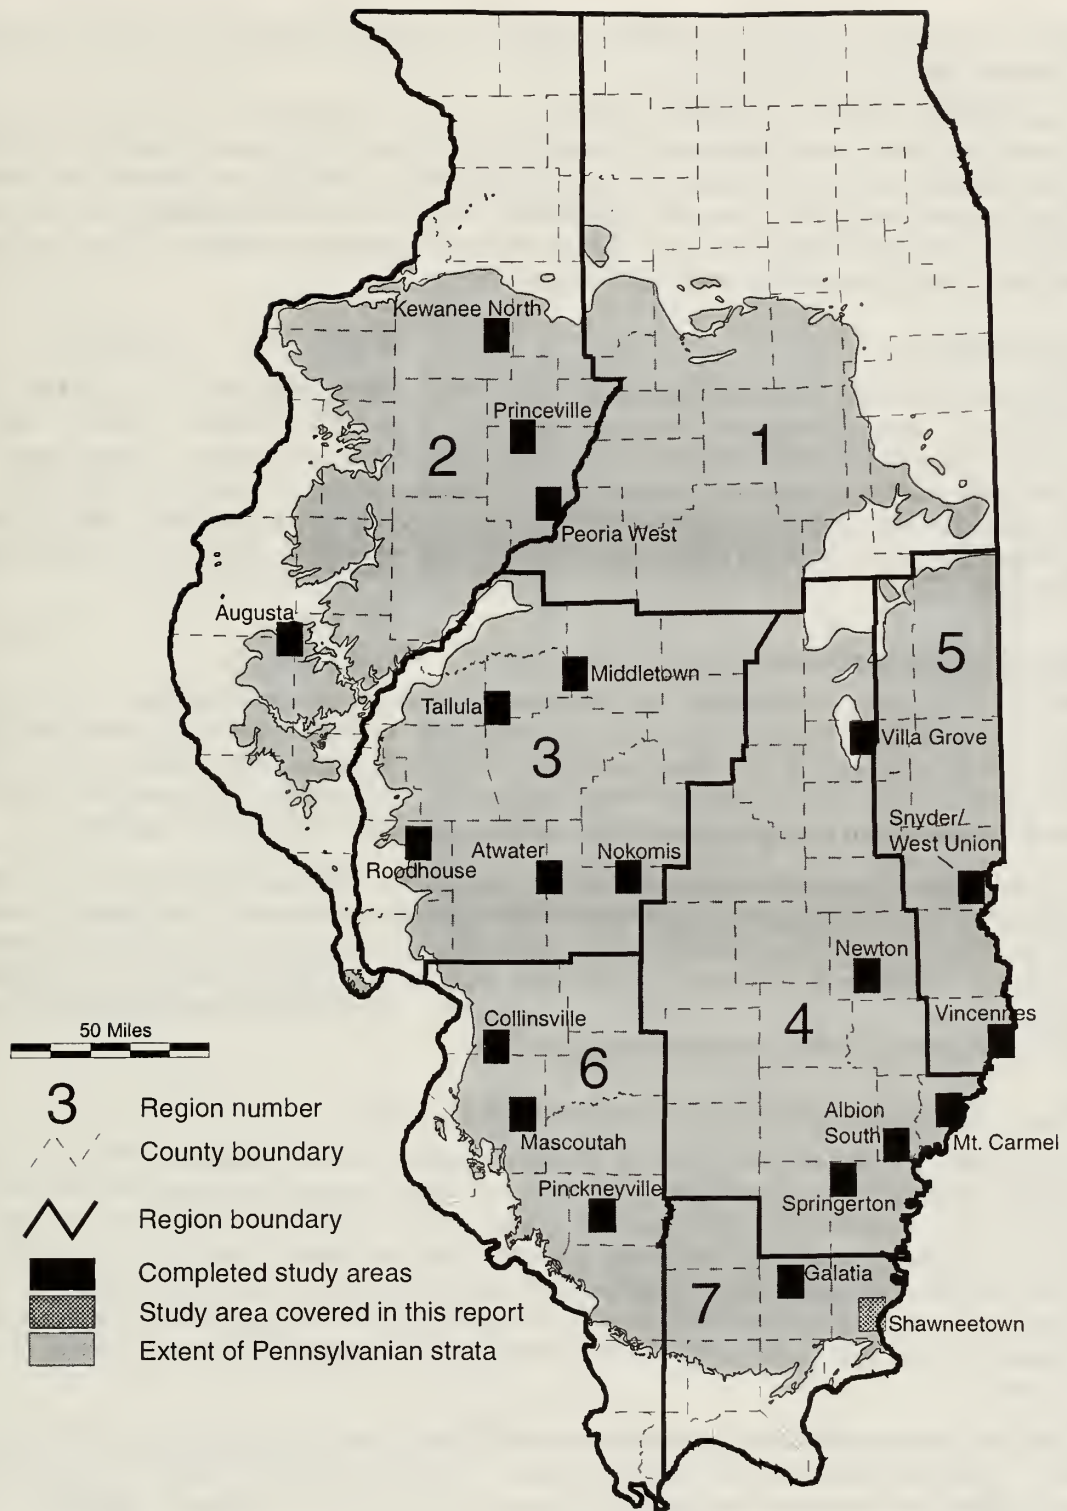 Kewanee North
Princeville
2
1
Peoria West
Augusta
5
Middletown
Tallula
Villa Grove
3
Snyder/
West Union
Atwater
Nokomis
Roodhouse
Newton
Vincennes
Collinsville
4
50 Miles
6
3 Region number
Albion
South
Mascoutah
Mt. Carmel
County boundary
Pinckneyville
Springerton
Region boundary
Completed study areas
Galatia
7
Study area covered in this report
Shawneetown
Extent of Pennsylvanian strata